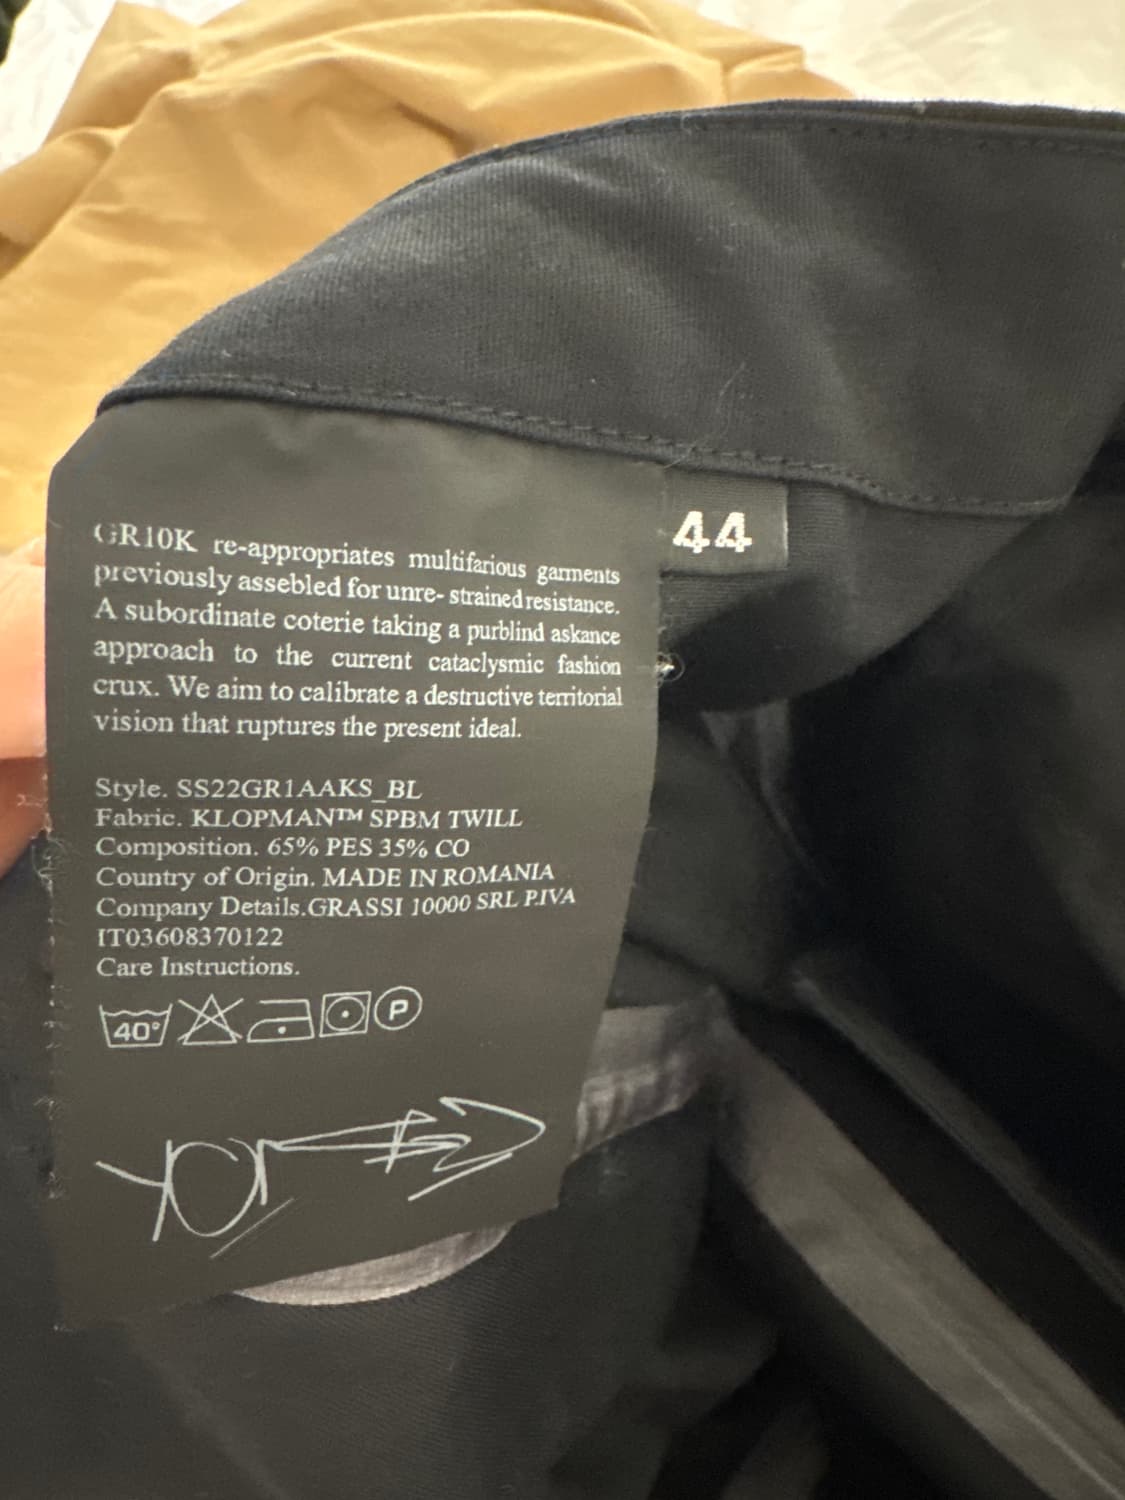 GR10K re-appropriates multifarious garments
previously assebled for unre- strained resistance.
A subordinate coterie taking a purblind askance
approach to the current cataclysmic fashion
crux. We aim to calibrate a destructive territorial
vision that ruptures the present ideal.
Style. SS22GR1AAKS_BL
Fabric. KLOPMAN™ SPBM TWILL
Composition. 65% PES 35% CO
Country of Origin. MADE IN ROMANIA
Company Details.GRASSI 10000 SRL P.IVA
IT03608370122
Care Instructions.
40° P
44